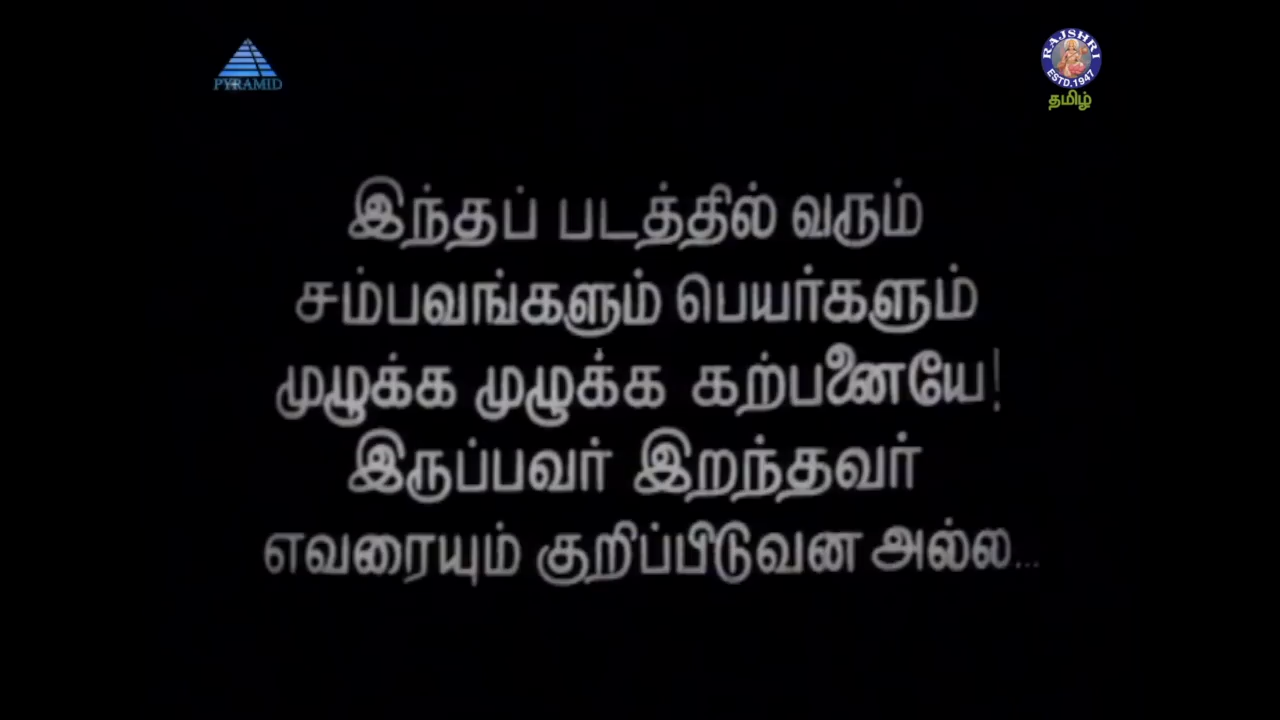 PYRAMID
RAJSHRI
ESTD.1947
தமிழ்
இந்தப் படத்தில் வரும்
சம்பவங்களும் பெயர்களும்
முழுக்க முழுக்க கற்பனையே!
இருப்பவர் இறந்தவர்
எவரையும் குறிப்பிடுவன அல்ல...